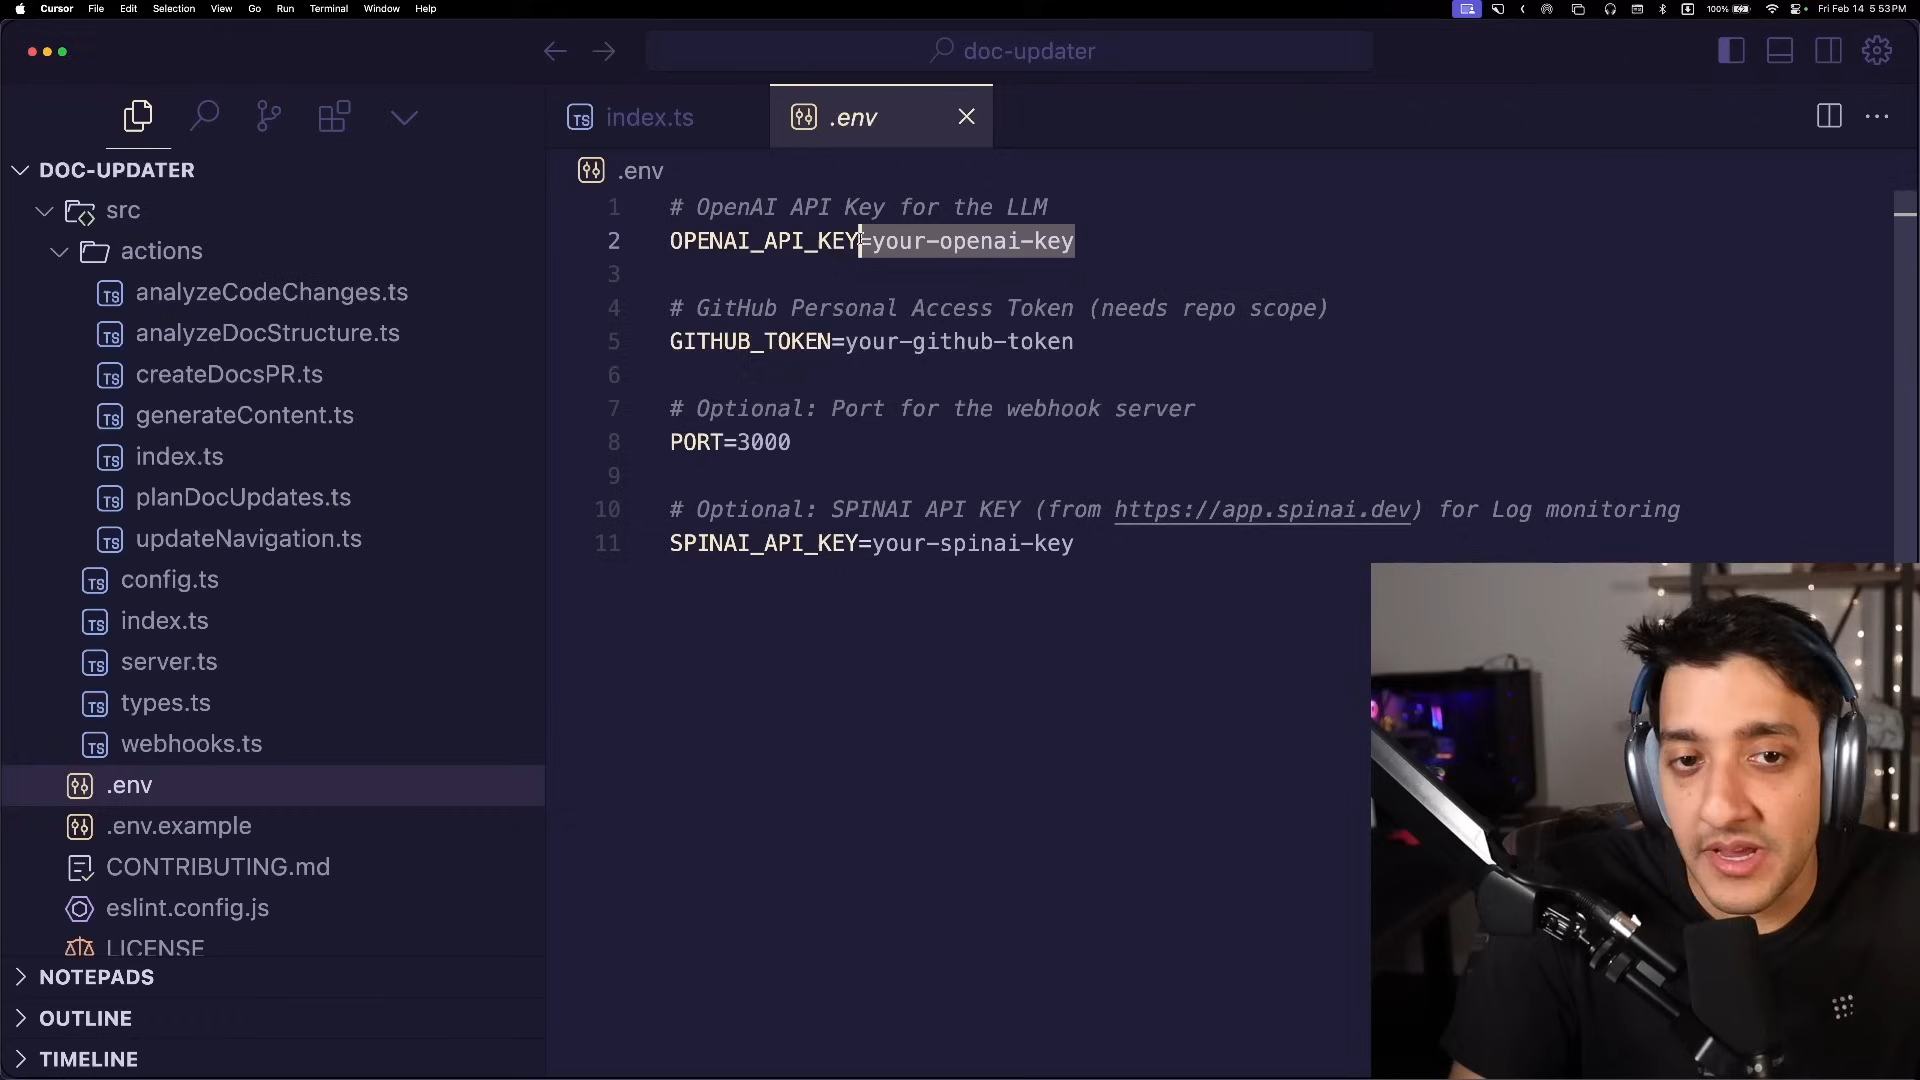 Cursor File Edit Selection View Go Run Terminal Window Help
100% Fri Feb 14 5:53 PM
doc-updater
index.ts
.env
DOC-UPDATER
src
actions
analyzeCodeChanges.ts
analyzeDocStructure.ts
createDocsPR.ts
generateContent.ts
index.ts
planDocUpdates.ts
updateNavigation.ts
config.ts
index.ts
server.ts
types.ts
webhooks.ts
.env
.env.example
CONTRIBUTING.md
eslint.config.js
LICENSE
NOTEPADS
OUTLINE
TIMELINE
.env
1 # OpenAI API Key for the LLM
2 OPENAI_API_KEY=your-openai-key
3
4 # GitHub Personal Access Token (needs repo scope)
5 GITHUB_TOKEN=your-github-token
6
7 # Optional: Port for the webhook server
8 PORT=3000
9
10 # Optional: SPINAI API KEY (from https://app.spinai.dev) for Log monitoring
11 SPINAI_API_KEY=your-spinai-key